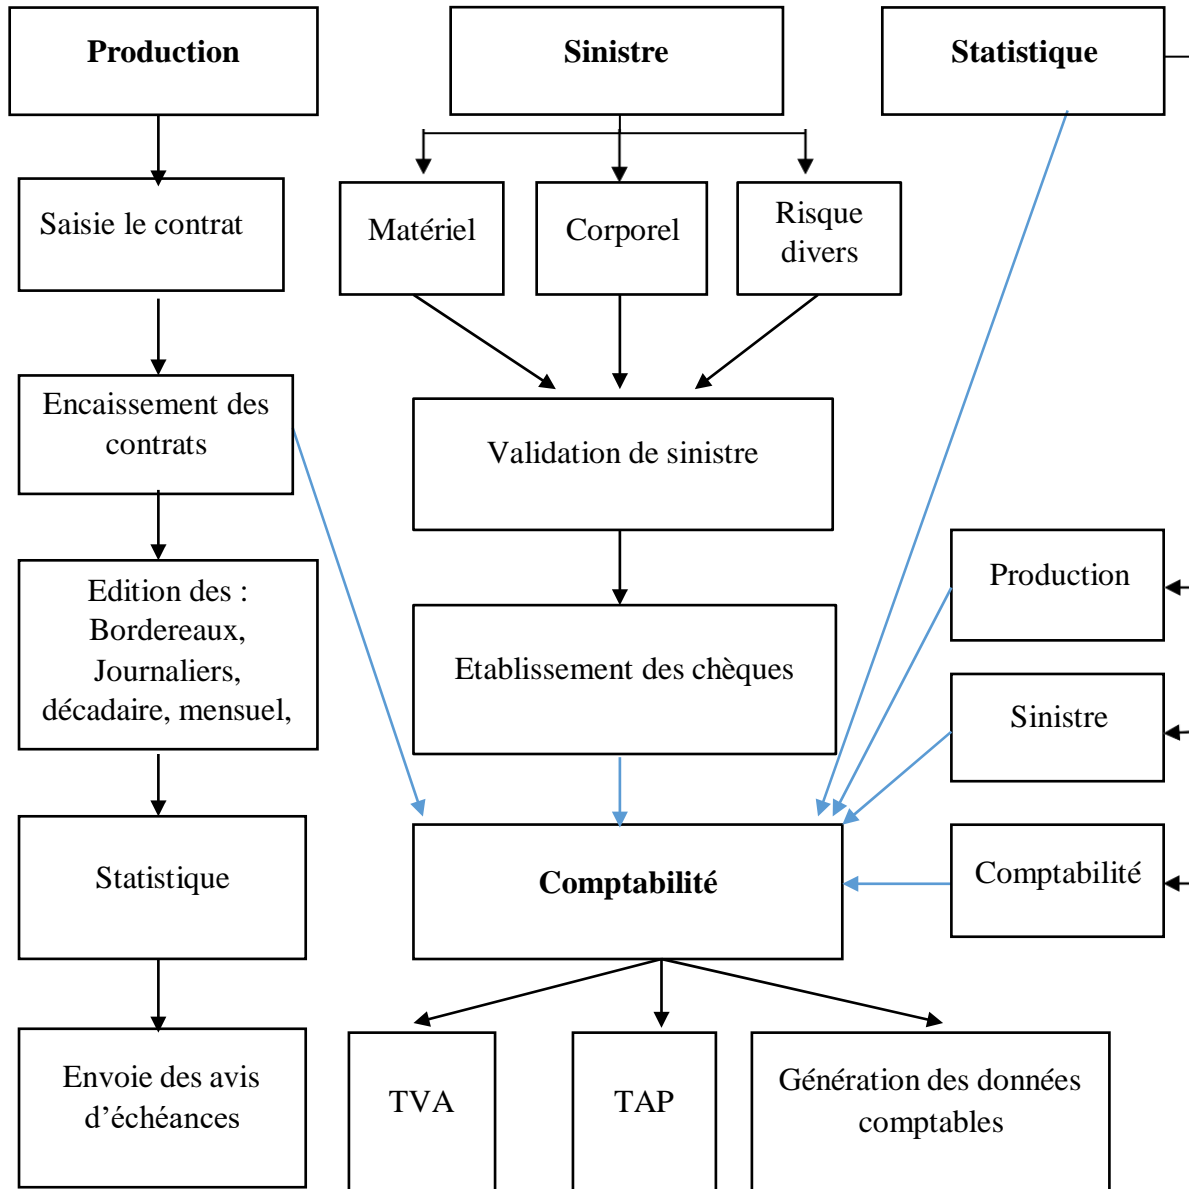 Production
Sinistre
Statistique
Saisie le contrat
Matériel
Corporel
Risque
divers
Encaissement des
contrats
Validation de sinistre
Edition des :
Bordereaux,
Journaliers,
décadaire, mensuel,
Etablissement des chèques
Production
Sinistre
Statistique
Comptabilité
Comptabilité
Envoie des avis
d’échéances
TVA
TAP
Génération des données
comptables